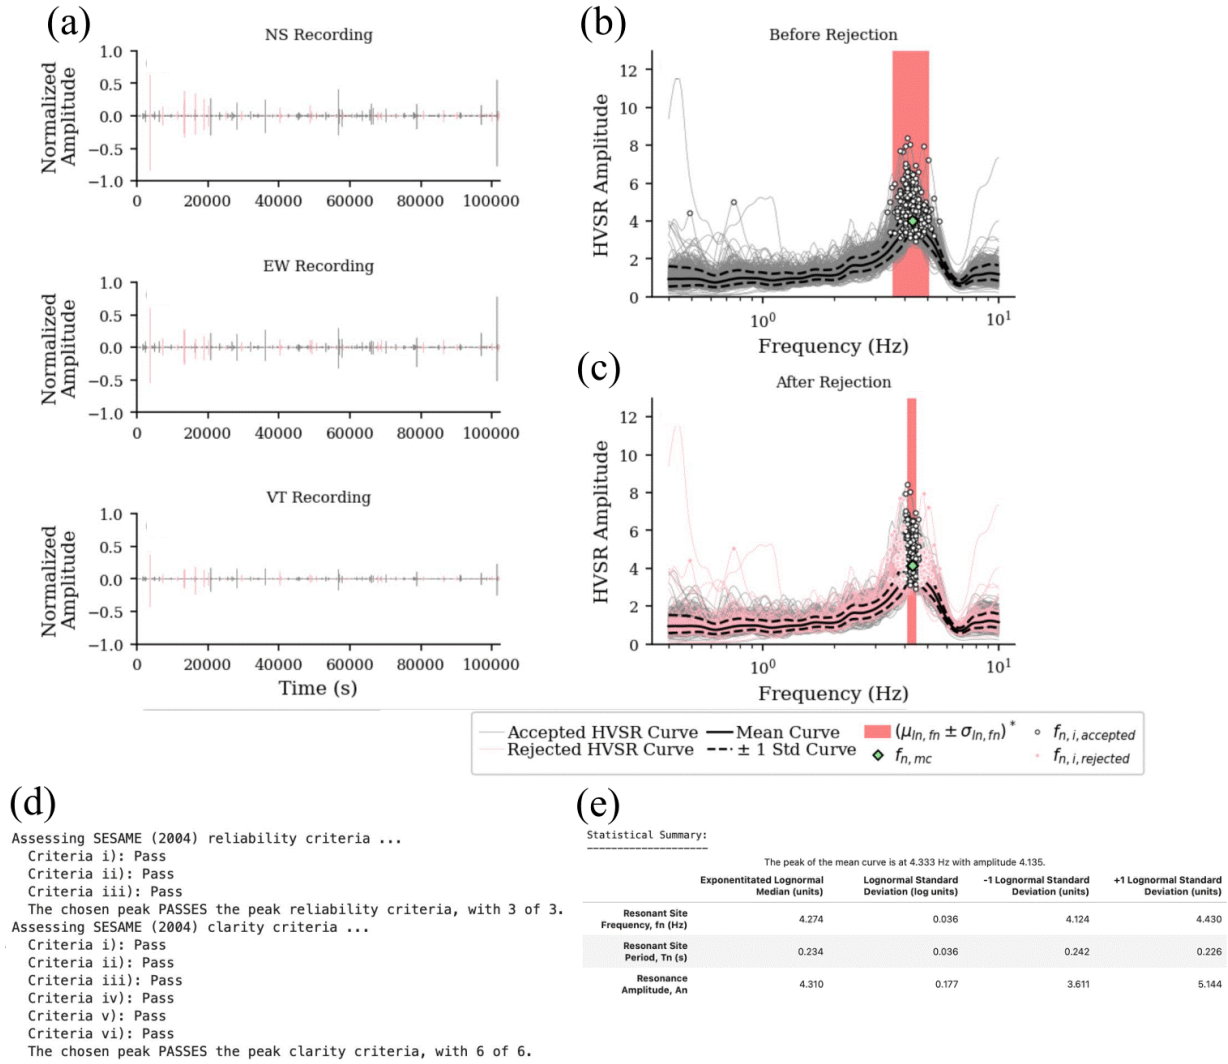 (a)
NS Recording
Normalized
Amplitude
1.0
0.5
0.0
−0.5
−1.0
0 20000 40000 60000 80000 100000
EW Recording
Normalized
Amplitude
1.0
0.5
0.0
−0.5
−1.0
0 20000 40000 60000 80000 100000
VT Recording
Normalized
Amplitude
1.0
0.5
0.0
−0.5
−1.0
0 20000 40000 60000 80000 100000
Time (s)
(b)
Before Rejection
HVSR Amplitude
12
10
8
6
4
2
0
10⁰ 10¹
Frequency (Hz)
(c)
After Rejection
HVSR Amplitude
12
10
8
6
4
2
0
10⁰ 10¹
Frequency (Hz)
Accepted HVSR Curve Mean Curve (μln,fn ± σln,fn)* fn,i,accepted
Rejected HVSR Curve ± 1 Std Curve fn,mc fn,i,rejected
(d)
Assessing SESAME (2004) reliability criteria ...
Criteria i): Pass
Criteria ii): Pass
Criteria iii): Pass
The chosen peak PASSES the peak reliability criteria, with 3 of 3.
Assessing SESAME (2004) clarity criteria ...
Criteria i): Pass
Criteria ii): Pass
Criteria iii): Pass
Criteria iv): Pass
Criteria v): Pass
Criteria vi): Pass
The chosen peak PASSES the peak clarity criteria, with 6 of 6.
(e)
Statistical Summary:
--------------------
The peak of the mean curve is at 4.333 Hz with amplitude 4.135.
Exponentitated Lognormal Lognormal Standard -1 Lognormal Standard +1 Lognormal Standard
Median (units) Deviation (log units) Deviation (units) Deviation (units)
Resonant Site
Frequency, fn (Hz) 4.274 0.036 4.124 4.430
Resonant Site
Period, Tn (s) 0.234 0.036 0.242 0.226
Resonance
Amplitude, An 4.310 0.177 3.611 5.144